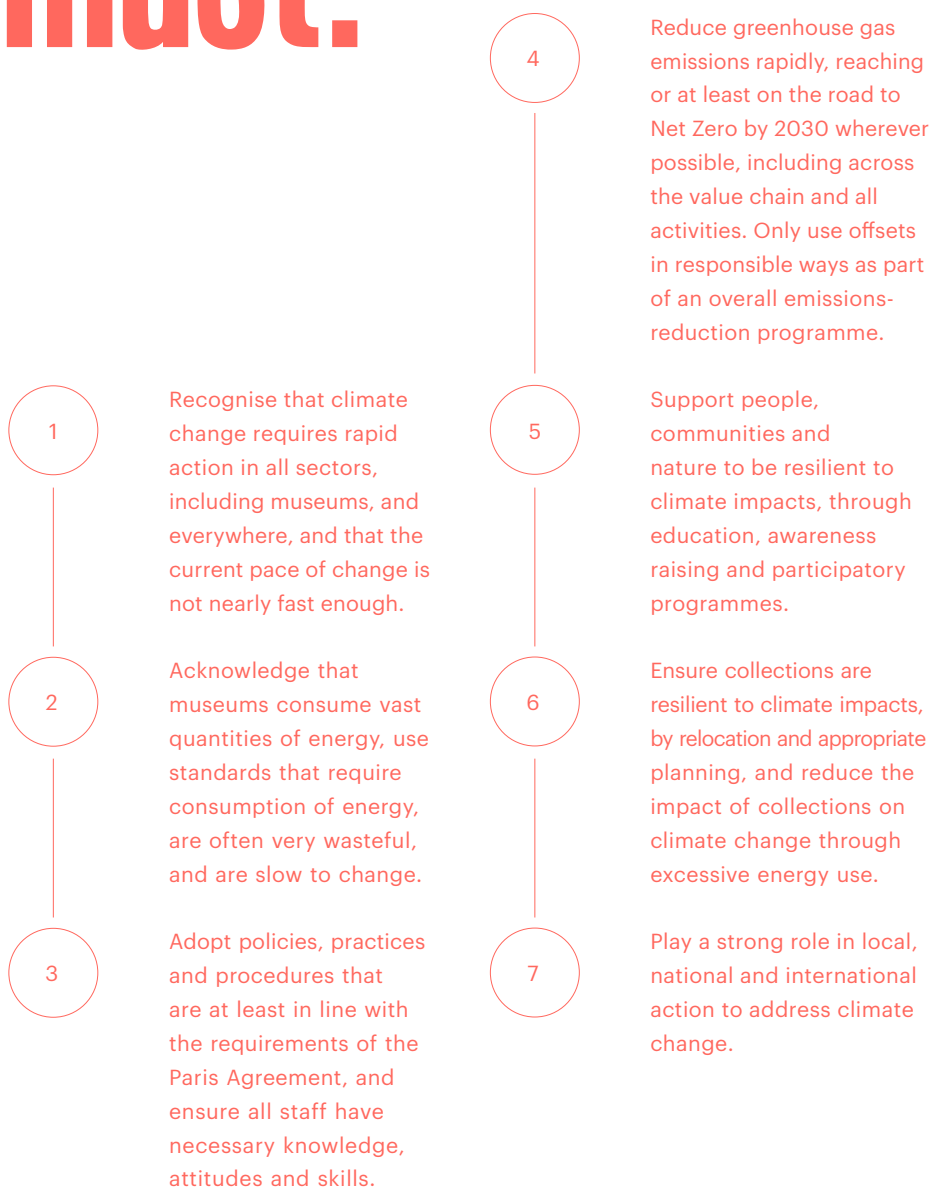 must:
1
Recognise that climate
change requires rapid
action in all sectors,
including museums, and
everywhere, and that the
current pace of change is
not nearly fast enough.
2
Acknowledge that
museums consume vast
quantities of energy, use
standards that require
consumption of energy,
are often very wasteful,
and are slow to change.
3
Adopt policies, practices
and procedures that
are at least in line with
the requirements of the
Paris Agreement, and
ensure all staff have
necessary knowledge,
attitudes and skills.
4
Reduce greenhouse gas
emissions rapidly, reaching
or at least on the road to
Net Zero by 2030 wherever
possible, including across
the value chain and all
activities. Only use offsets
in responsible ways as part
of an overall emissions-
reduction programme.
5
Support people,
communities and
nature to be resilient to
climate impacts, through
education, awareness
raising and participatory
programmes.
6
Ensure collections are
resilient to climate impacts,
by relocation and appropriate
planning, and reduce the
impact of collections on
climate change through
excessive energy use.
7
Play a strong role in local,
national and international
action to address climate
change.